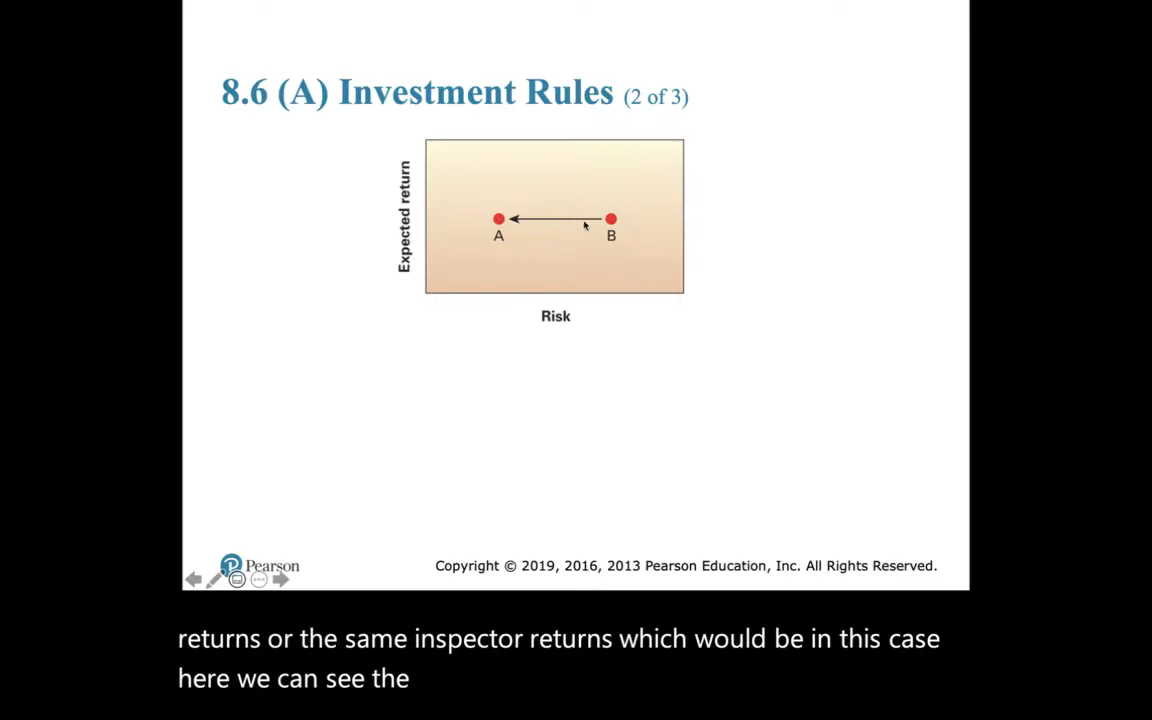 8.6 (A) Investment Rules (2 of 3)
Expected return
A
B
Risk
Pearson
Copyright © 2019, 2016, 2013 Pearson Education, Inc. All Rights Reserved.
returns or the same inspector returns which would be in this case
here we can see the